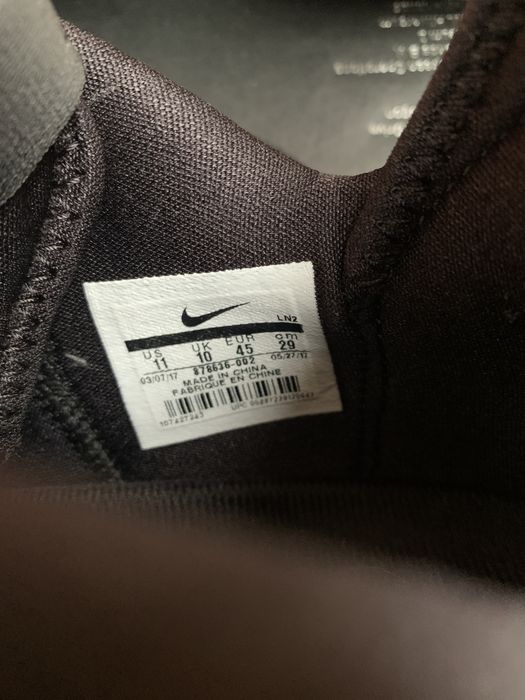 LN2
US UK EUR cm
11 10 45 29
03/07/17 878636-002 05/27/17
MADE IN CHINA
FABRIQUE EN CHINE